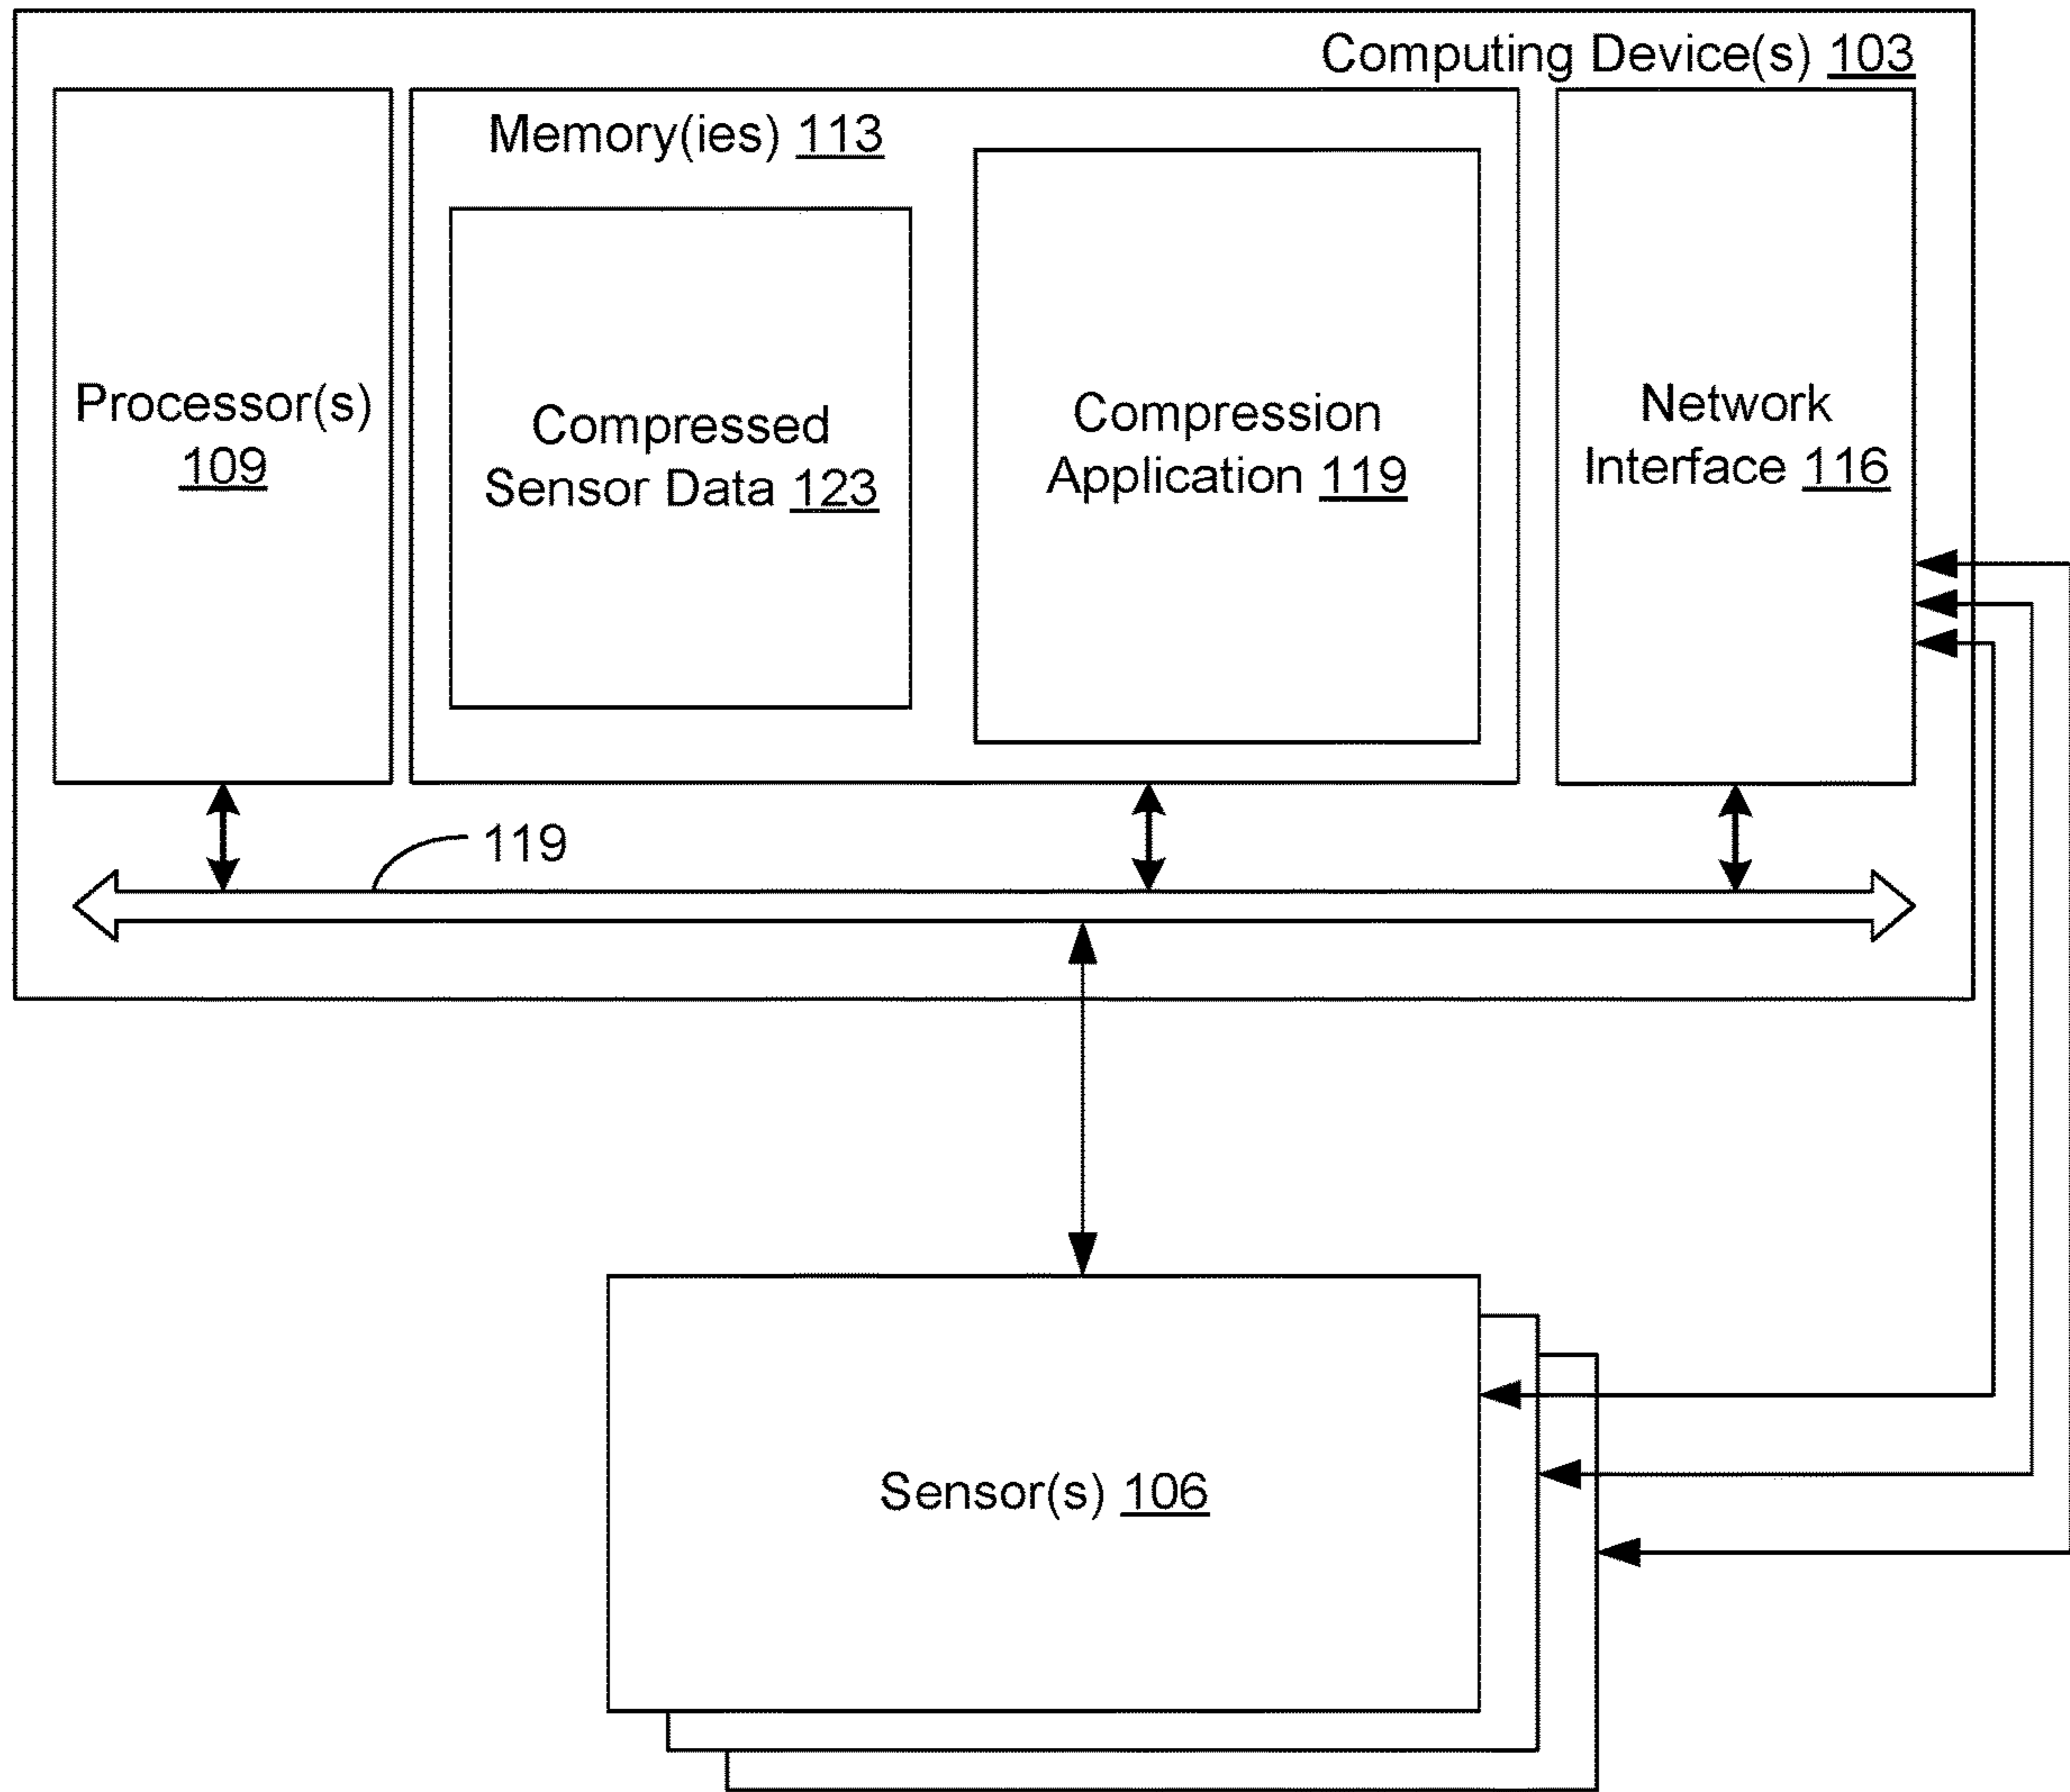 Computing Device(s) 103
Memory(ies) 113
Processor(s)
109
Compressed
Sensor Data 123
Compression
Application 119
Network
Interface 116
119
Sensor(s) 106